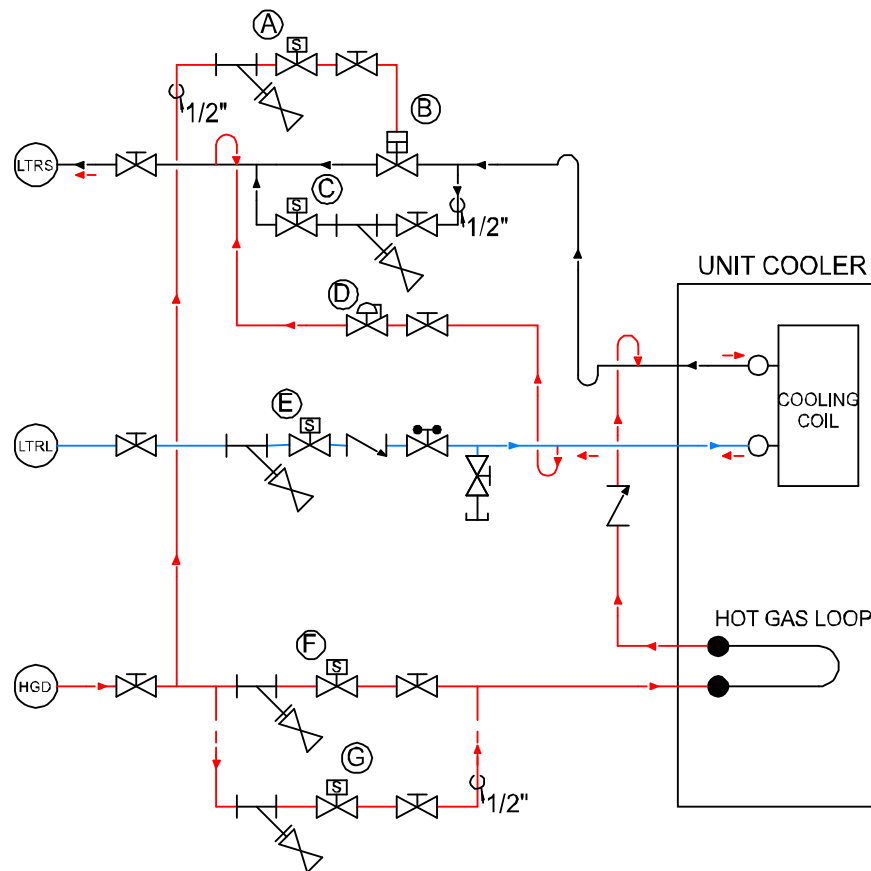 A
S
B
1/2"
LTRS
C
S
1/2"
UNIT COOLER
D
COOLING
COIL
E
S
LTRL
HOT GAS LOOP
F
S
HGD
G
S
1/2"